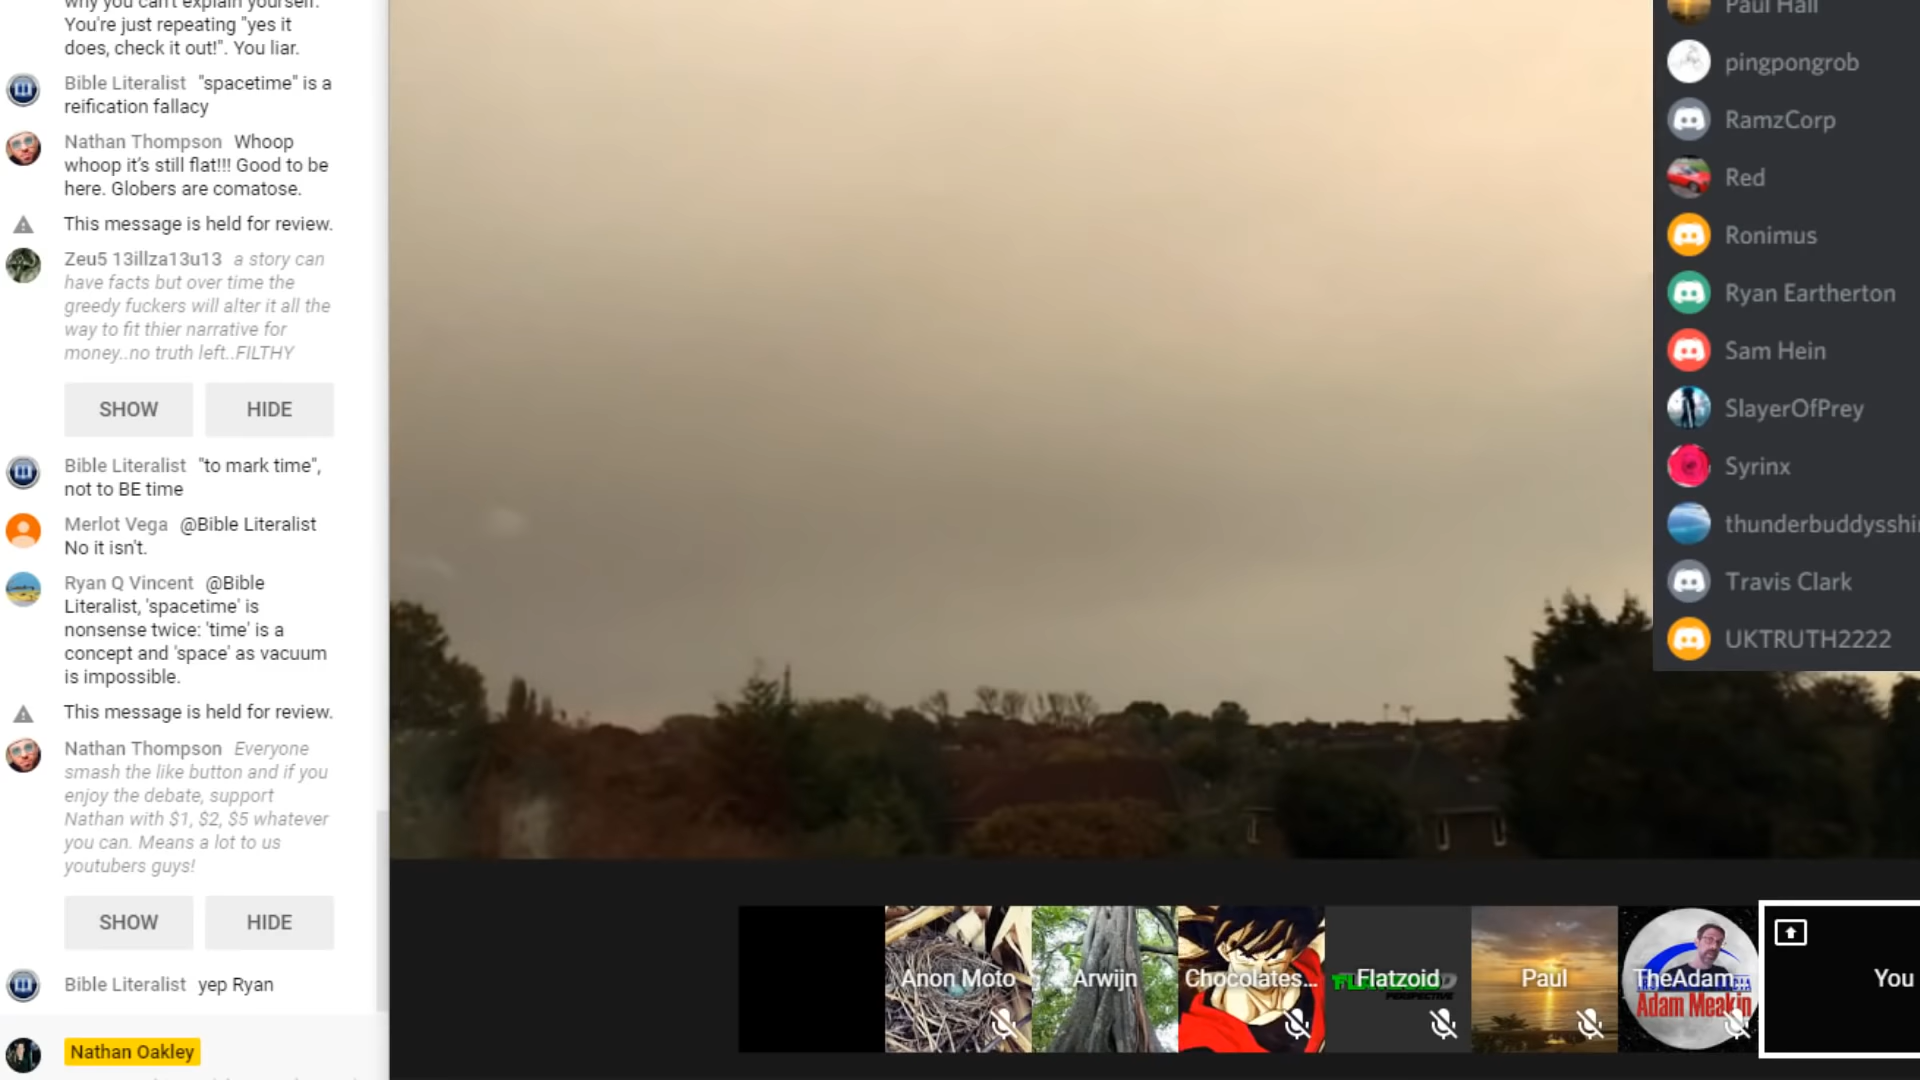 why you can't explain yourself.
You're just repeating "yes it
does, check it out!". You liar.
Bible Literalist "spacetime" is a
reification fallacy
Nathan Thompson Whoop
whoop it's still flat!!! Good to be
here. Globers are comatose.
This message is held for review.
Zeu5 13illza13u13 a story can
have facts but over time the
greedy fuckers will alter it all the
way to fit thier narrative for
money..no truth left..FILTHY
SHOW HIDE
Bible Literalist "to mark time",
not to BE time
Merlot Vega @Bible Literalist
No it isn't.
Ryan Q Vincent @Bible
Literalist, 'spacetime' is
nonsense twice: 'time' is a
concept and 'space' as vacuum
is impossible.
This message is held for review.
Nathan Thompson Everyone
smash the like button and if you
enjoy the debate, support
Nathan with $1, $2, $5 whatever
you can. Means a lot to us
youtubers guys!
SHOW HIDE
Bible Literalist yep Ryan
Nathan Oakley
Paul Hall
pingpongrob
RamzCorp
Red
Ronimus
Ryan Eartherton
Sam Hein
SlayerOfPrey
Syrinx
thunderbuddysshi
Travis Clark
UKTRUTH2222
Anon Moto
Arwijn
Chocolates...
Flatzoid
PERSPECTIVE
Paul
TheAdam...
Adam Meakin
You